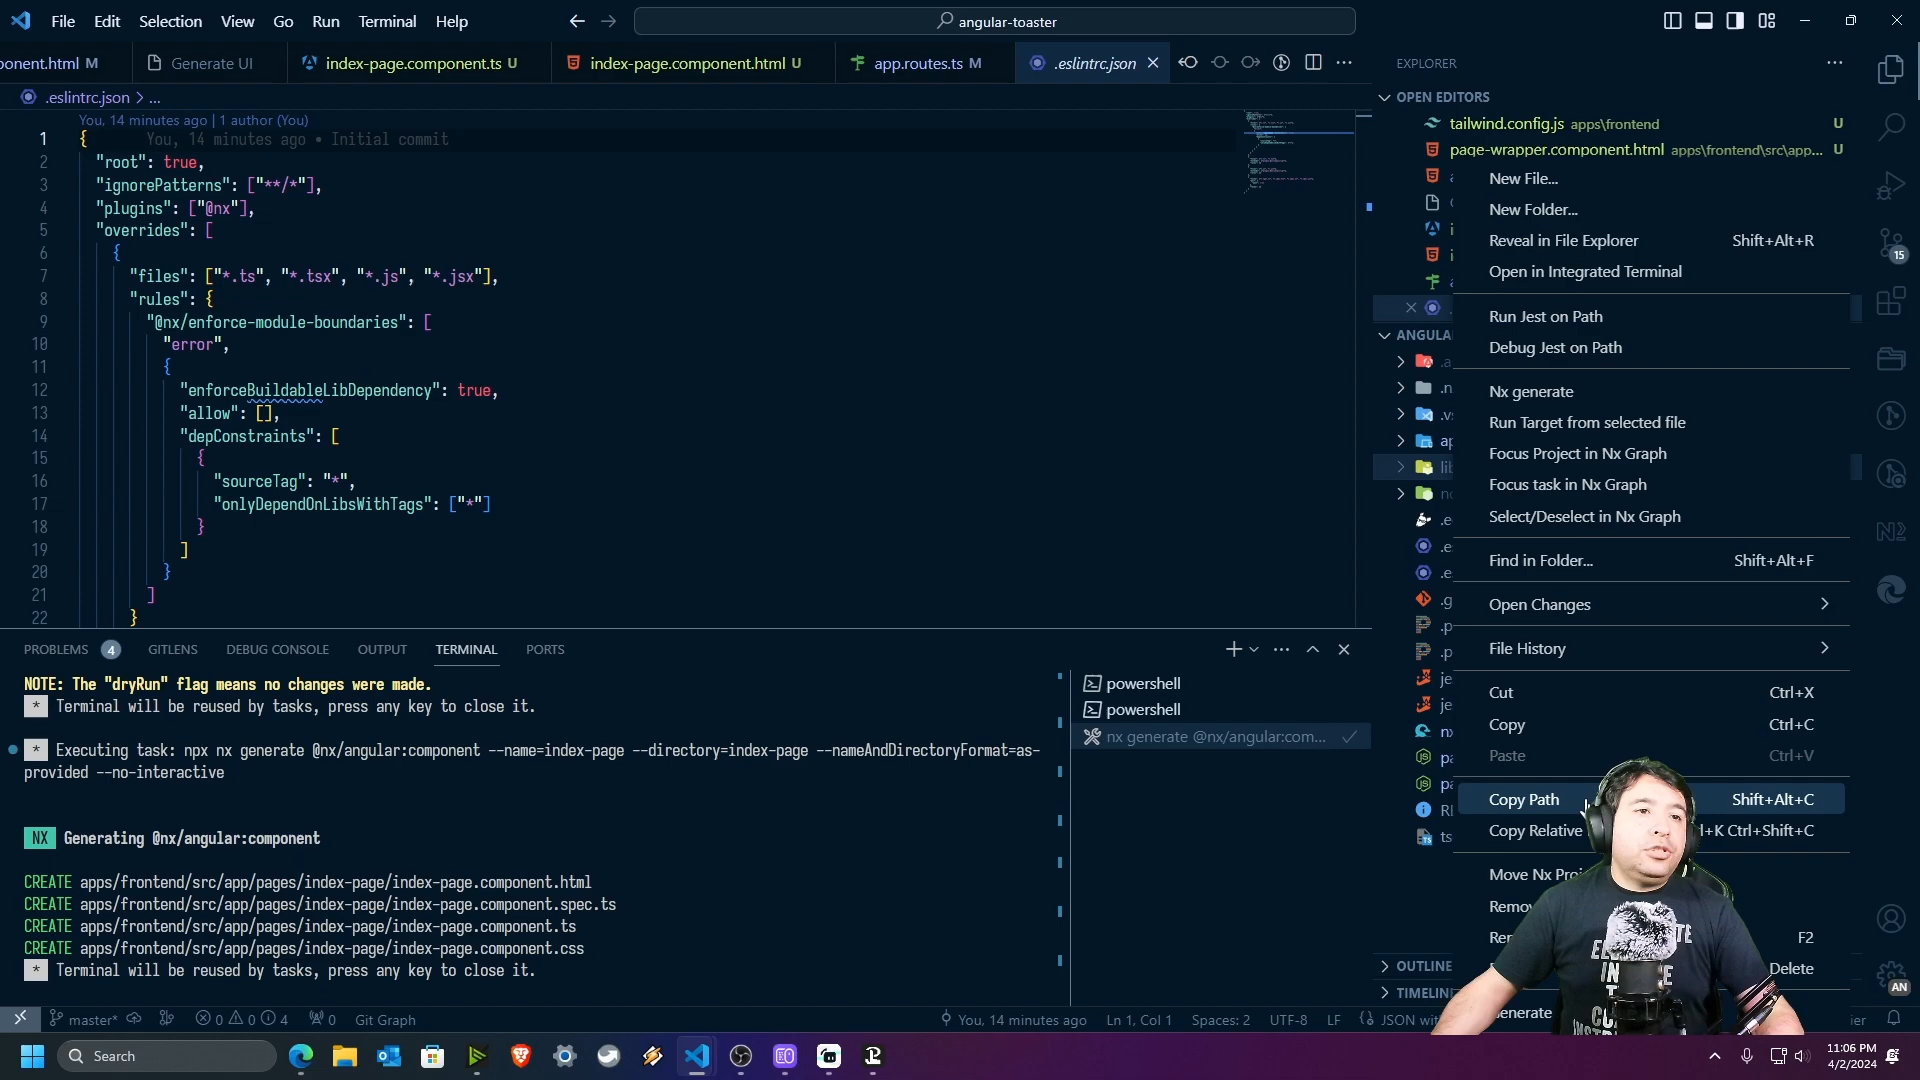 File Edit Selection View Go Run Terminal Help
angular-toaster
ponent.html M
Generate UI
index-page.component.ts U
index-page.component.html U
app.routes.ts M
.eslintrc.json
.eslintrc.json > ...
You, 14 minutes ago | 1 author (You)
1 { You, 14 minutes ago • Initial commit
2 "root": true,
3 "ignorePatterns": ["**/*"],
4 "plugins": ["@nx"],
5 "overrides": [
6 {
7 "files": ["*.ts", "*.tsx", "*.js", "*.jsx"],
8 "rules": {
9 "@nx/enforce-module-boundaries": [
10 "error",
11 {
12 "enforceBuildableLibDependency": true,
13 "allow": [],
14 "depConstraints": [
15 {
16 "sourceTag": "*",
17 "onlyDependOnLibsWithTags": ["*"]
18 }
19 ]
20 }
21 ]
22 }
PROBLEMS 4 GITLENS DEBUG CONSOLE OUTPUT TERMINAL PORTS
NOTE: The "dryRun" flag means no changes were made.
* Terminal will be reused by tasks, press any key to close it.
* Executing task: npx nx generate @nx/angular:component --name=index-page --directory=index-page --nameAndDirectoryFormat=as-
provided --no-interactive
NX Generating @nx/angular:component
CREATE apps/frontend/src/app/pages/index-page/index-page.component.html
CREATE apps/frontend/src/app/pages/index-page/index-page.component.spec.ts
CREATE apps/frontend/src/app/pages/index-page/index-page.component.ts
CREATE apps/frontend/src/app/pages/index-page/index-page.component.css
* Terminal will be reused by tasks, press any key to close it.
powershell
powershell
nx generate @nx/angular:com...
EXPLORER
OPEN EDITORS
tailwind.config.js apps\frontend U
page-wrapper.component.html apps\frontend\src\app... U
ANGULA
New File...
New Folder...
Reveal in File Explorer Shift+Alt+R
Open in Integrated Terminal
Run Jest on Path
Debug Jest on Path
Nx generate
Run Target from selected file
Focus Project in Nx Graph
Focus task in Nx Graph
Select/Deselect in Nx Graph
Find in Folder... Shift+Alt+F
Open Changes
File History
Cut Ctrl+X
Copy Ctrl+C
Paste Ctrl+V
Copy Path Shift+Alt+C
Copy Relative l+K Ctrl+Shift+C
Move Nx Proj
Remov
Ren F2
Delete
enerate
OUTLINE
TIMELIN
15
AN
master* 0 0 4 0 Git Graph
You, 14 minutes ago Ln 1, Col 1 Spaces: 2 UTF-8 LF JSON wit
Search
11:06 PM
4/2/2024